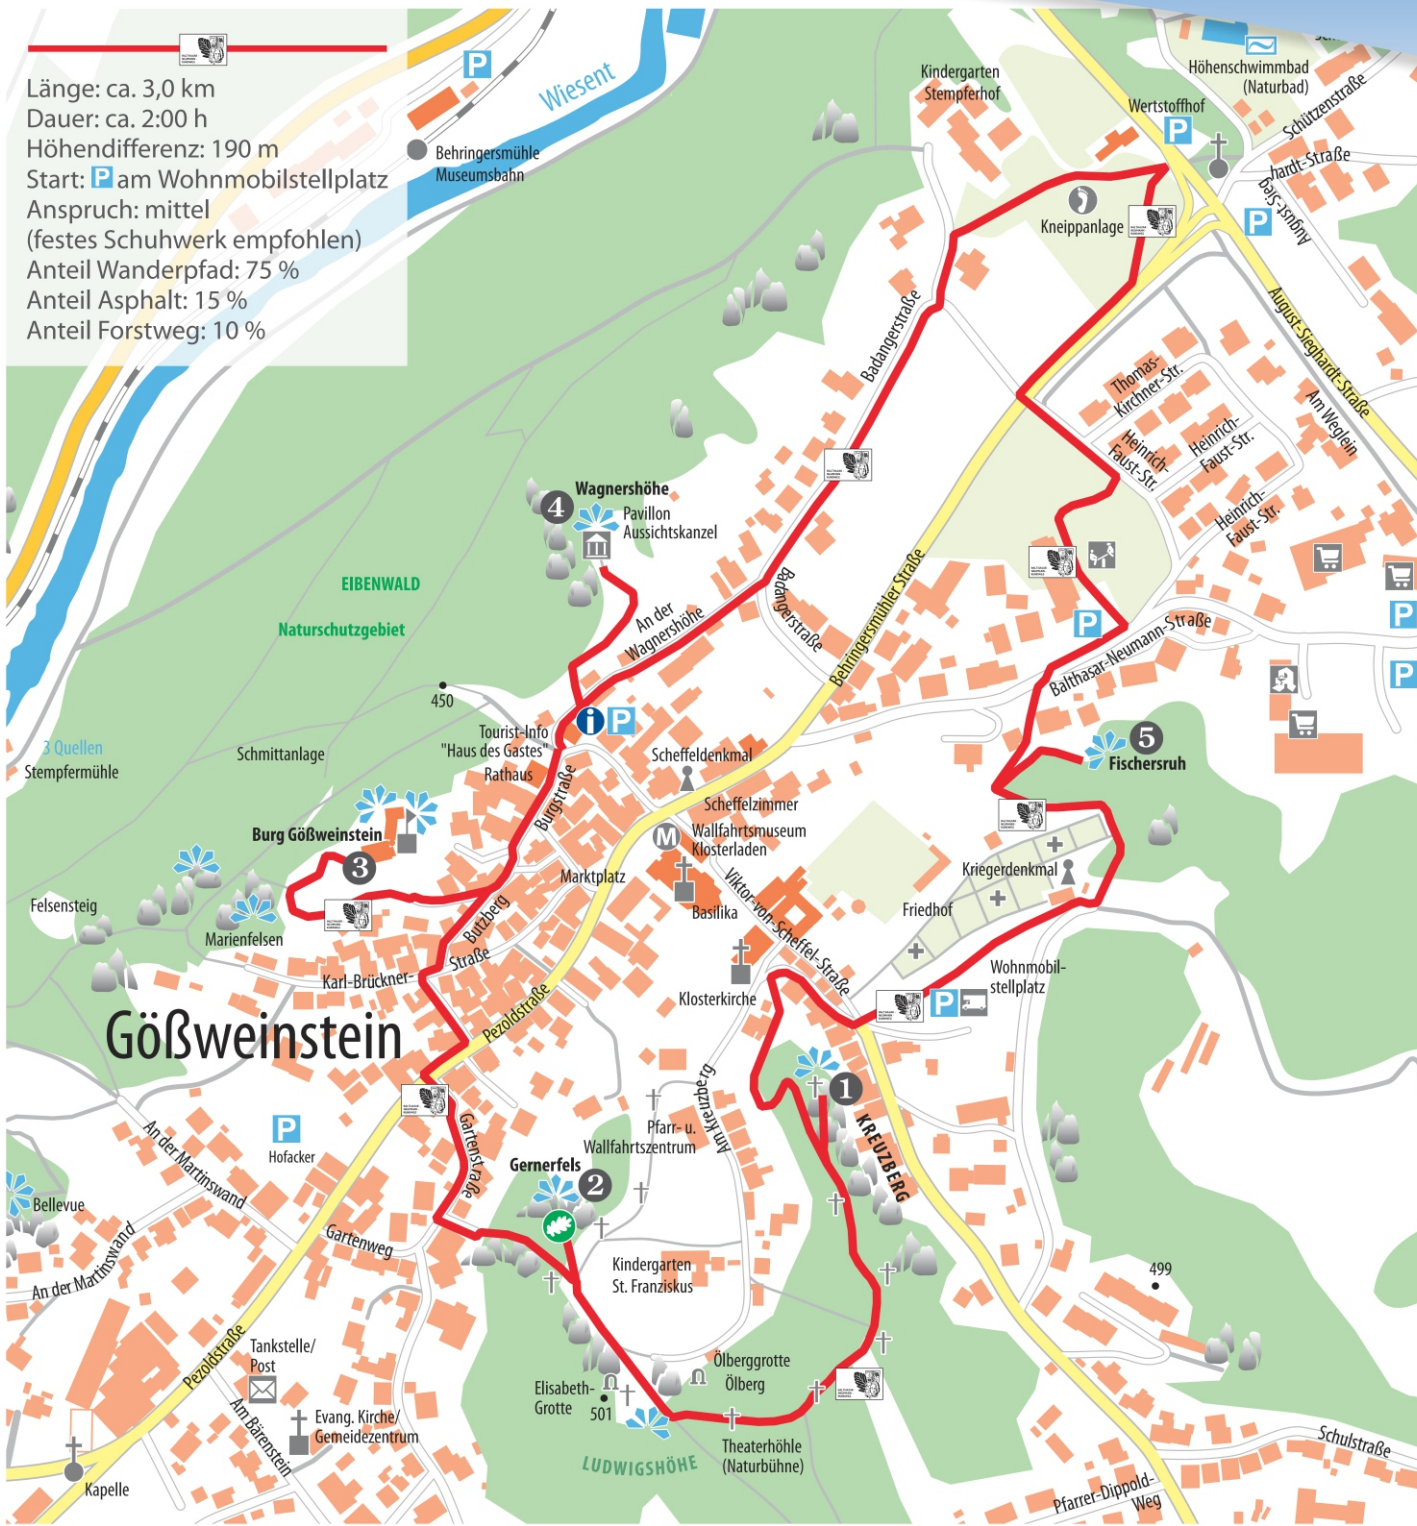 Länge: ca. 3,0 km
Dauer: ca. 2:00 h
Höhendifferenz: 190 m
Start: P am Wohnmobilstellplatz
Anspruch: mittel
(festes Schuhwerk empfohlen)
Anteil Wanderpfad: 75 %
Anteil Asphalt: 15 %
Anteil Forstweg: 10 %
P
Wiesent
Behringersmühle
Museumsbahn
Kindergarten
Stempferhof
Wertstoffhof
P
Höhenschwimmbad
(Naturbad)
Schützenstraße
hardt-Straße
August-Sieg
P
Kneippanlage
August-Sieghardt-Straße
Badangerstraße
Thomas-
Kirchner-Str.
Heinrich-
Faust-Str.
Heinrich-
Faust-Str.
Heinrich-
Faust-Str.
Am Weglein
4
Wagnershöhe
Pavillon
Aussichtskanzel
EIBENWALD
Naturschutzgebiet
An der
Wagnershöhe
Badangerstraße
Behringersmühler Straße
P
Balthasar-Neumann-Straße
P
P
450
3 Quellen
Stempfermühle
Schmittanlage
Tourist-Info
"Haus des Gastes"
Rathaus
i
P
Burgstraße
Scheffeldenkmal
Scheffelzimmer
M
Wallfahrtsmuseum
Klosterladen
5
Fischersruh
Burg Gößweinstein
3
Felsensteig
Marienfelsen
Marktplatz
Butzberg
Basilika
Viktor-von-Scheffel-Straße
Kriegerdenkmal
Friedhof
Karl-Brückner-
Straße
Klosterkirche
Wohnmobil-
stellplatz
P
Gößweinstein
Pezoldstraße
1
KREUZBERG
Am Kreuzberg
Pfarr- u.
Wallfahrtszentrum
Gartenstraße
P
Hofacker
An der Martinswand
Gernerfels
2
Bellevue
An der Martinswand
Gartenweg
Kindergarten
St. Franziskus
499
Pezoldstraße
Tankstelle/
Post
Am Bärenstein
Evang. Kirche/
Gemeidezentrum
Elisabeth-
Grotte
501
Ölberggrotte
Ölberg
LUDWIGSHÖHE
Theaterhöhle
(Naturbühne)
Kapelle
Schulstraße
Pfarrer-Dippold-
Weg